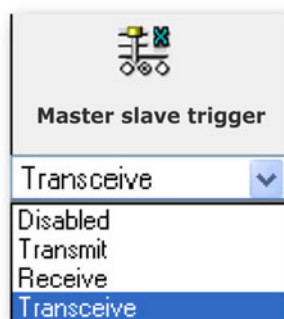 Master slave trigger
Transceive
Disabled
Transmit
Receive
Transceive